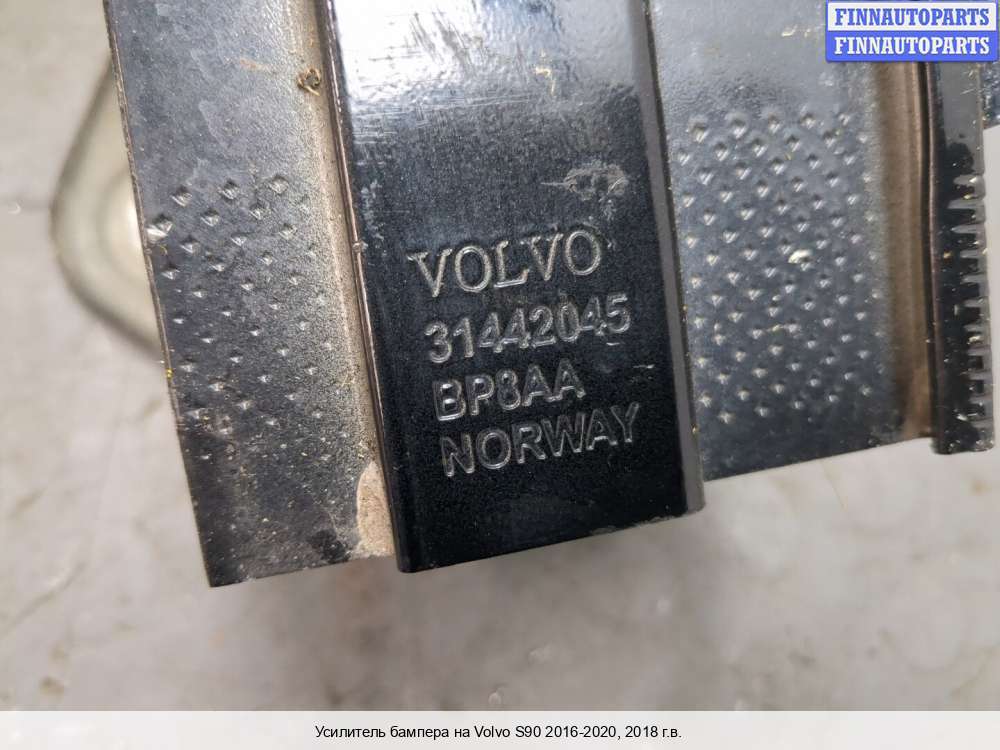 FINNAUTOPARTS
FINNAUTOPARTS
VOLVO
31442045
BP8AA
NORWAY
Усилитель бампера на Volvo S90 2016-2020, 2018 г.в.